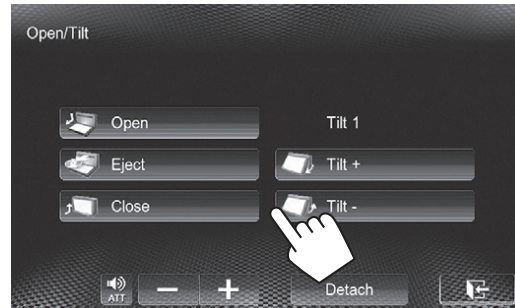 Open/Tilt
Open
Tilt 1
Eject
Tilt +
Close
Tilt -
ATT
Detach